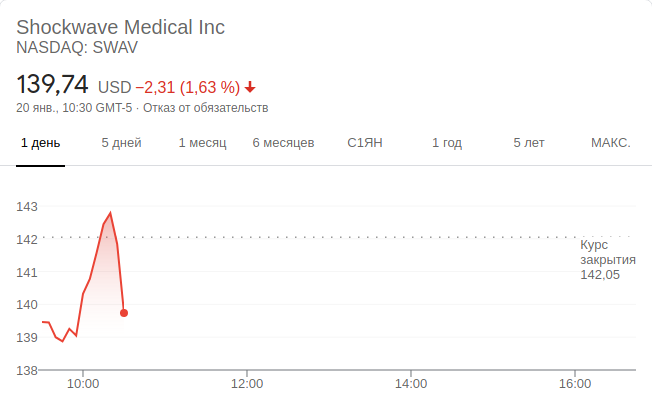 Shockwave Medical Inc
NASDAQ: SWAV
139,74 USD −2,31 (1,63 %)
20 янв., 10:30 GMT-5 · Отказ от обязательств
1 день 5 дней 1 месяц 6 месяцев С1ЯН 1 год 5 лет МАКС.
143
142
141
140
139
138
Курс
закрытия
142,05
10:00 12:00 14:00 16:00